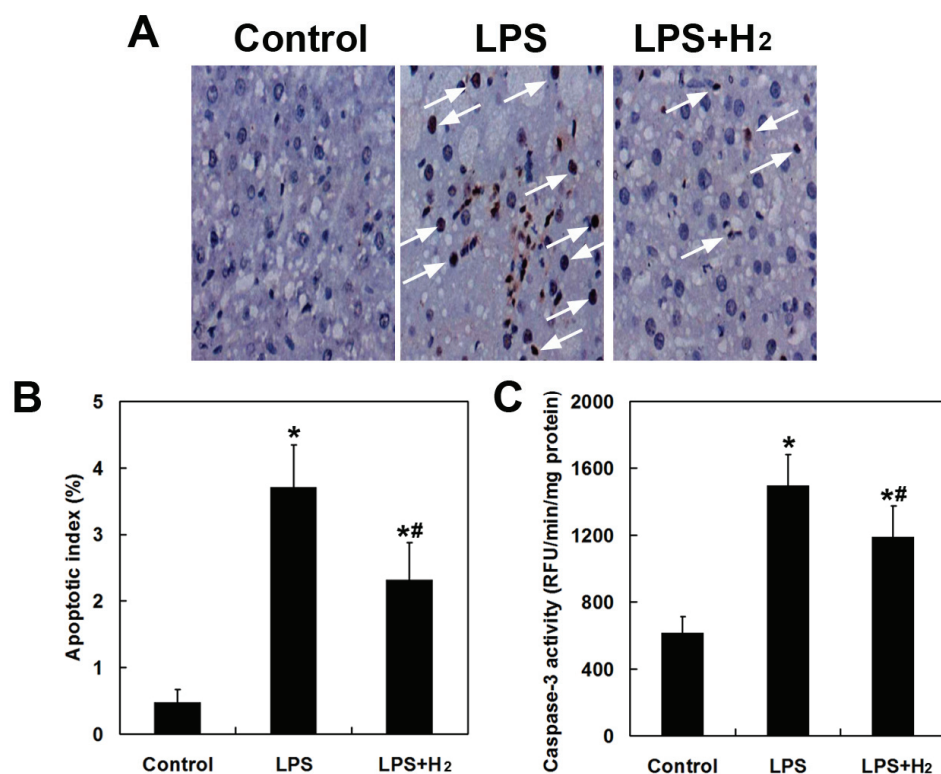 A
Control LPS LPS+H₂
B
Apoptotic index (%)
5
4
3
2
1
0
*
*#
Control LPS LPS+H₂
C
Caspase-3 activity (RFU/min/mg protein)
2000
1600
1200
800
400
0
*
*#
Control LPS LPS+H₂